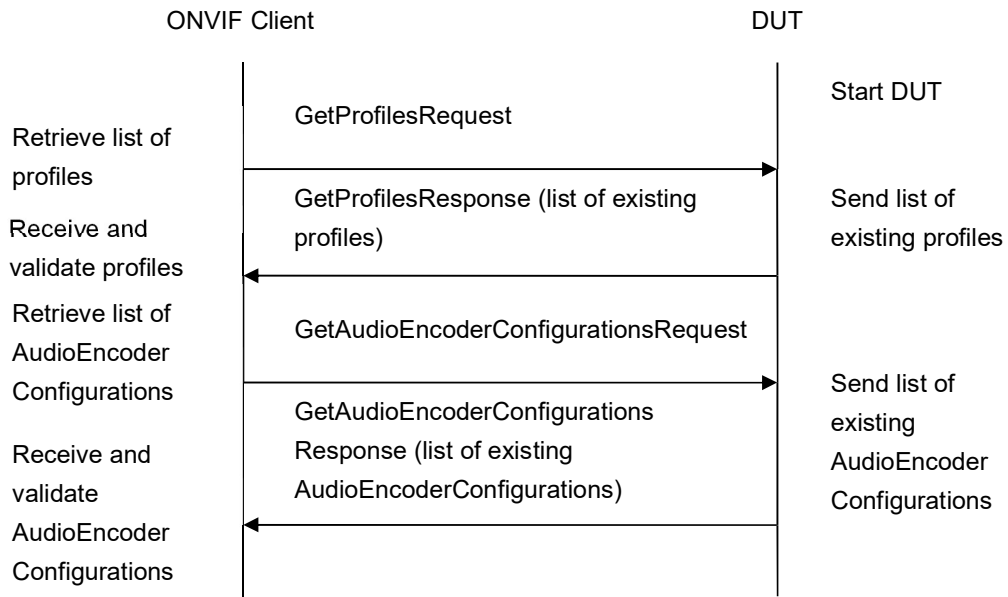 ONVIF Client
DUT
Start DUT
GetProfilesRequest
Retrieve list of
profiles
GetProfilesResponse (list of existing
profiles)
Send list of
existing profiles
Receive and
validate profiles
Retrieve list of
AudioEncoder
Configurations
GetAudioEncoderConfigurationsRequest
Send list of
existing
AudioEncoder
Configurations
GetAudioEncoderConfigurations
Response (list of existing
AudioEncoderConfigurations)
Receive and
validate
AudioEncoder
Configurations